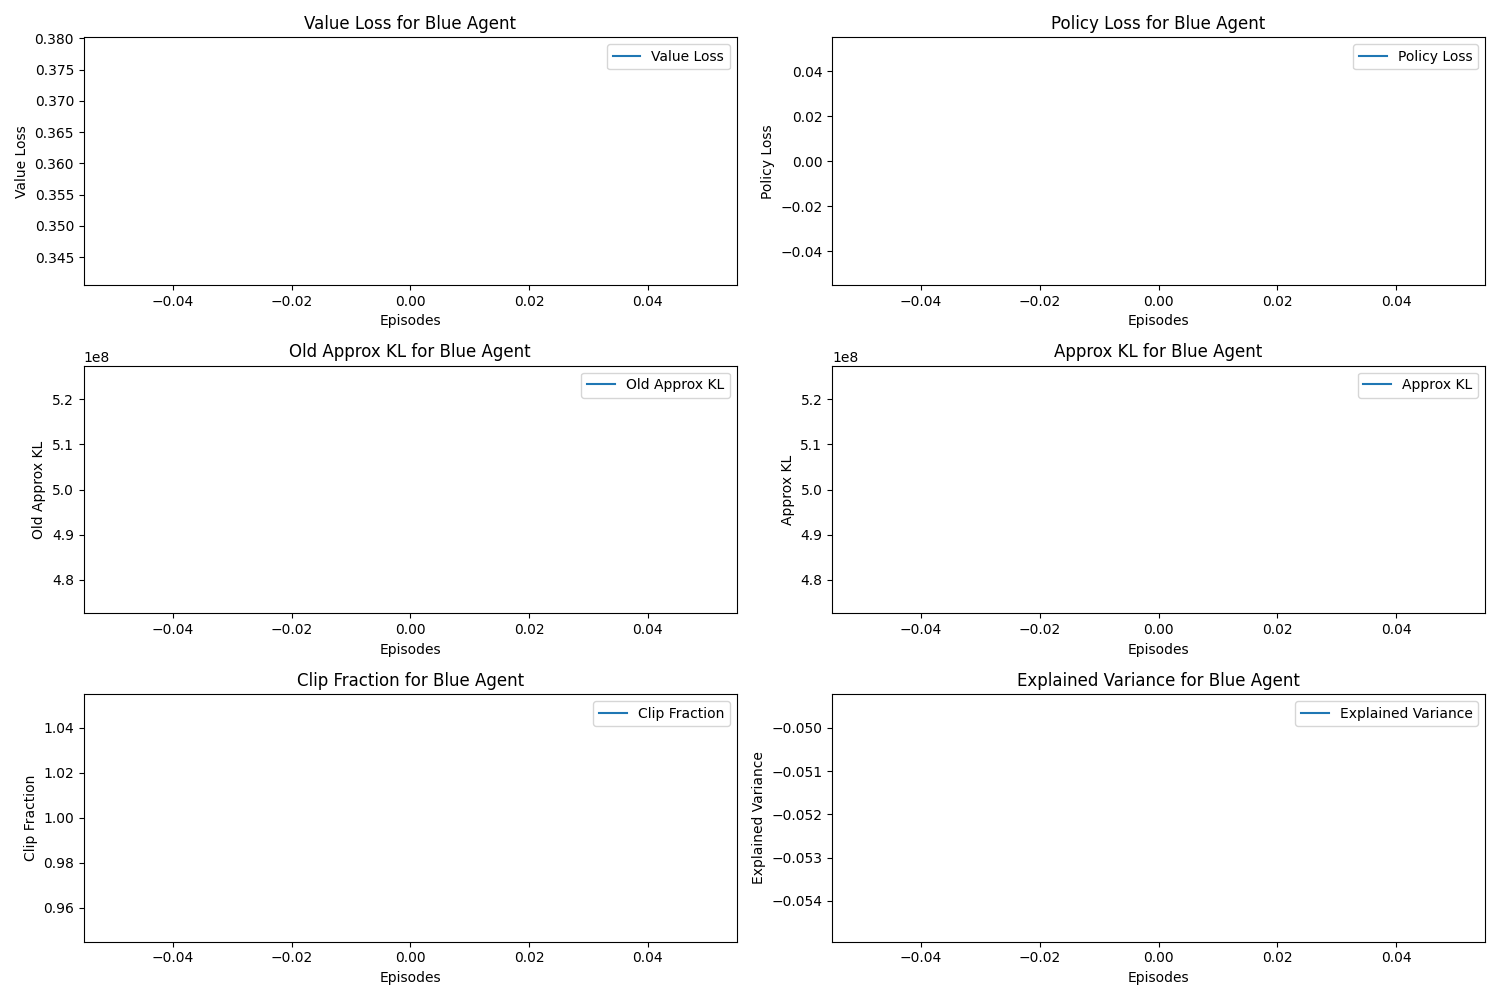 Value Loss for Blue Agent
Value Loss
0.380
0.375
0.370
0.365
0.360
0.355
0.350
0.345
Value Loss
−0.04 −0.02 0.00 0.02 0.04
Episodes
Policy Loss for Blue Agent
Policy Loss
0.04
0.02
0.00
−0.02
−0.04
Policy Loss
−0.04 −0.02 0.00 0.02 0.04
Episodes
Old Approx KL for Blue Agent
1e8
Old Approx KL
5.2
5.1
5.0
4.9
4.8
Old Approx KL
−0.04 −0.02 0.00 0.02 0.04
Episodes
Approx KL for Blue Agent
1e8
Approx KL
5.2
5.1
5.0
4.9
4.8
Approx KL
−0.04 −0.02 0.00 0.02 0.04
Episodes
Clip Fraction for Blue Agent
Clip Fraction
1.04
1.02
1.00
0.98
0.96
Clip Fraction
−0.04 −0.02 0.00 0.02 0.04
Episodes
Explained Variance for Blue Agent
Explained Variance
−0.050
−0.051
−0.052
−0.053
−0.054
Explained Variance
−0.04 −0.02 0.00 0.02 0.04
Episodes